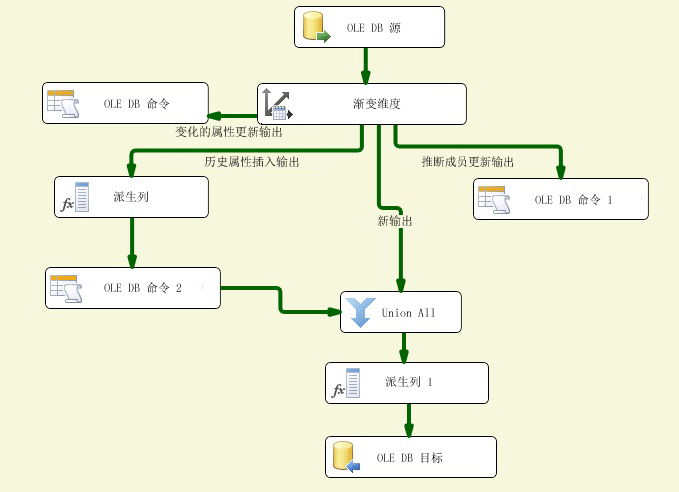 OLE DB 源
OLE DB 命令
渐变维度
变化的属性更新输出
历史属性插入输出
推断成员更新输出
派生列
OLE DB 命令 1
新输出
OLE DB 命令 2
Union All
派生列 1
OLE DB 目标